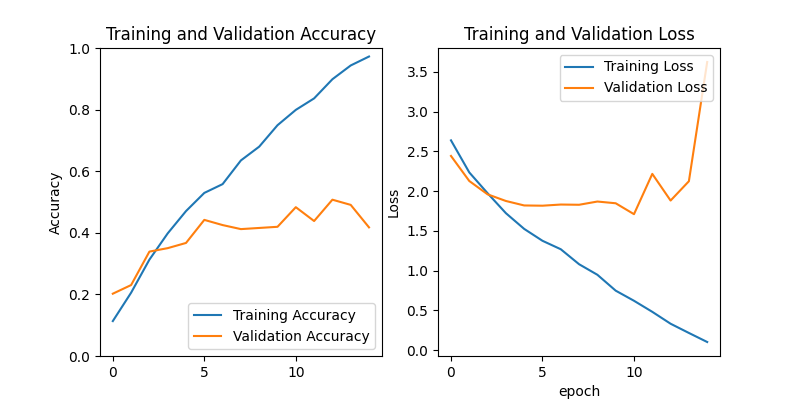 Training and Validation Accuracy
Accuracy
1.0
0.8
0.6
0.4
0.2
0.0
0
5
10
Training Accuracy
Validation Accuracy
Training and Validation Loss
Loss
3.5
3.0
2.5
2.0
1.5
1.0
0.5
0.0
0
5
10
epoch
Training Loss
Validation Loss